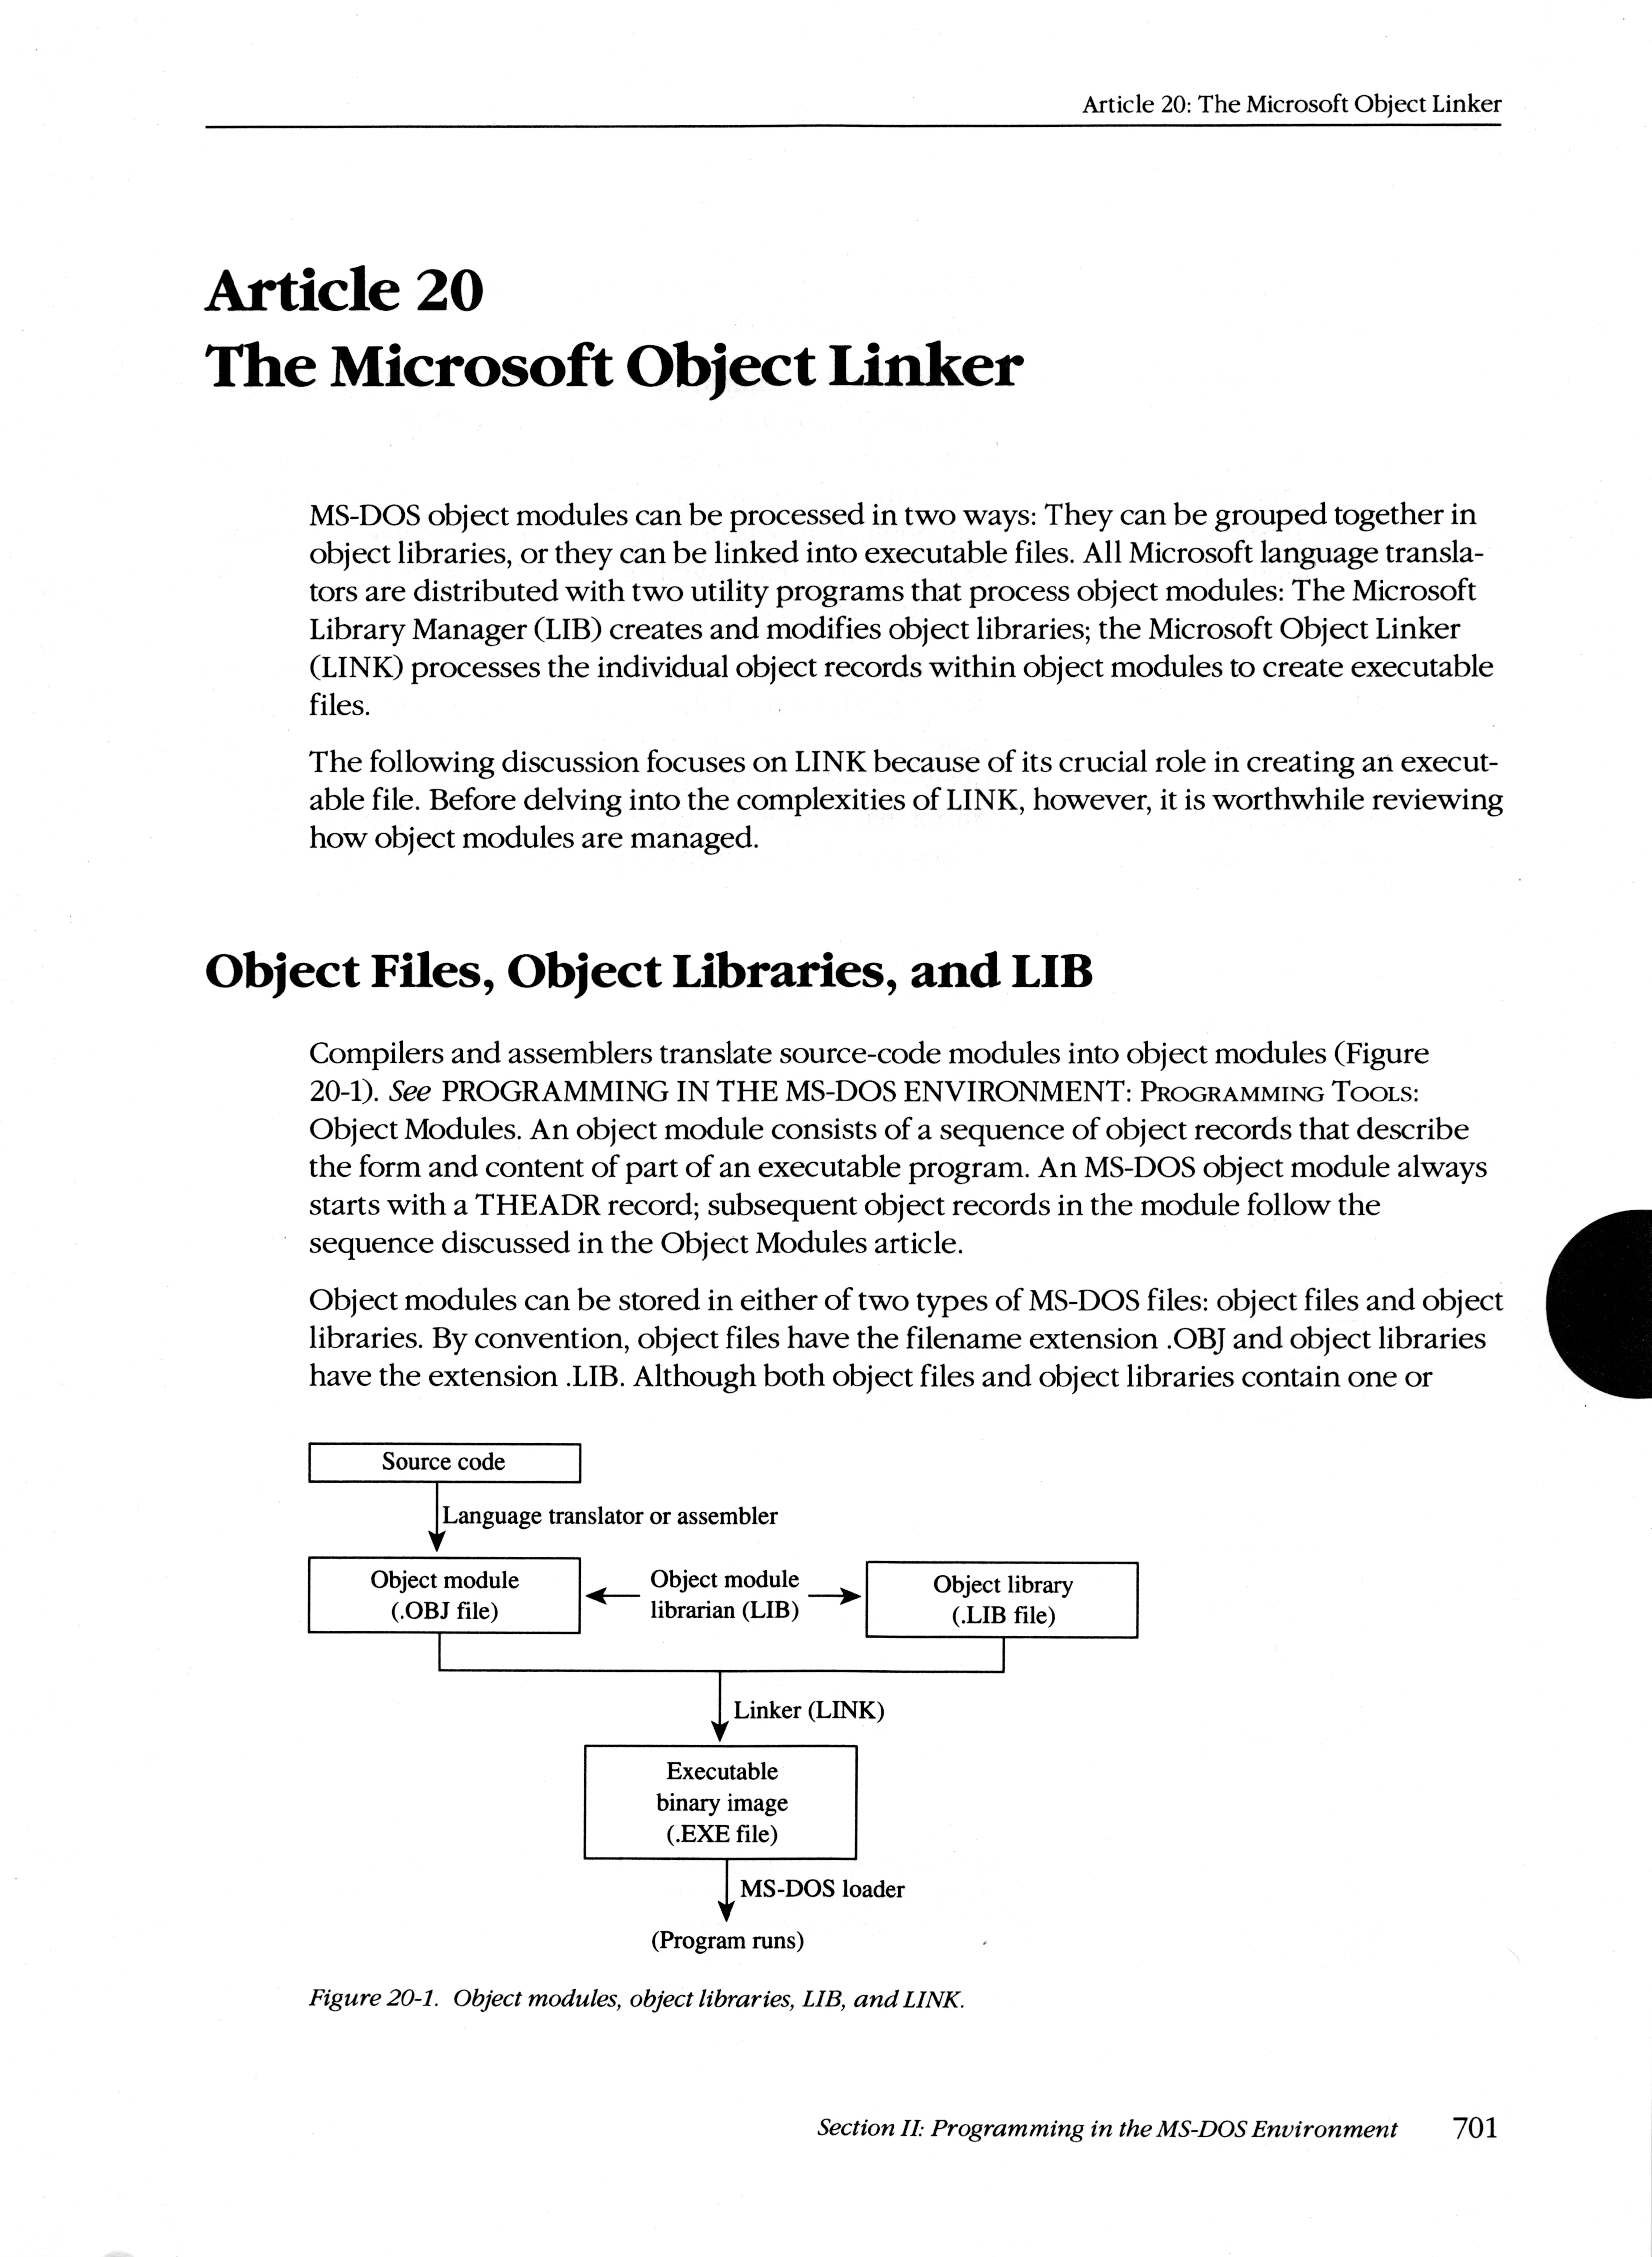 Article 20: The Microsoft Object Linker
Article 20
The Microsoft Object Linker
MS-DOS object modules can be processed in two ways: They can be grouped together in
object libraries, or they can be linked into executable files. All Microsoft language transla-
tors are distributed with two utility programs that process object modules: The Microsoft
Library Manager (LIB) creates and modifies object libraries; the Microsoft Object Linker
(LINK) processes the individual object records within object modules to create executable
files.
The following discussion focuses on LINK because of its crucial role in creating an execut-
able file. Before delving into the complexities of LINK, however, it is worthwhile reviewing
how object modules are managed.
Object Files, Object Libraries, and LIB
Compilers and assemblers translate source-code modules into object modules (Figure
20-1). See PROGRAMMING IN THE MS-DOS ENVIRONMENT: PROGRAMMING TOOLS:
Object Modules. An object module consists of a sequence of object records that describe
the form and content of part of an executable program. An MS-DOS object module always
starts with a THEADR record; subsequent object records in the module follow the
sequence discussed in the Object Modules article.
Object modules can be stored in either of two types of MS-DOS files: object files and object
libraries. By convention, object files have the filename extension .OBJ and object libraries
have the extension .LIB. Although both object files and object libraries contain one or
Source code
Language translator or assembler
Object module
(.OBJ file)
Object module
librarian (LIB)
Object library
(.LIB file)
Linker (LINK)
Executable
binary image
(.EXE file)
MS-DOS loader
(Program runs)
Figure 20-1. Object modules, object libraries, LIB, and LINK.
Section II: Programming in the MS-DOS Environment 701